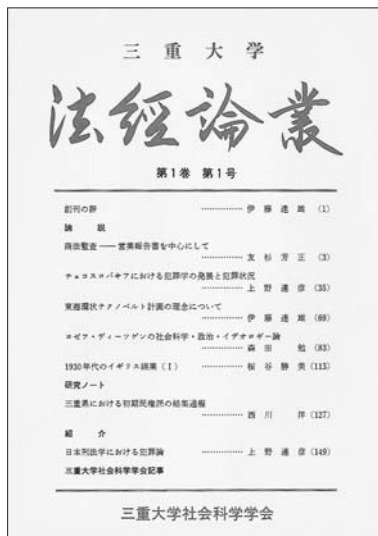 三重大学
法經論叢
第1巻 第1号
創刊の辞 …………… 伊藤達雄 (1)
論説
商法監査――営業報告書を中心にして
…………… 友杉芳正 (3)
チェコスロバキアにおける犯罪学の発展と犯罪状況
…………… 上野達彦 (35)
東海環状テクノベルト計画の理念について
…………… 伊藤達雄 (69)
ヨゼフ・ディーツゲンの社会科学・政治・イデオロギー論
…………… 森田勉 (83)
1930年代のイギリス綿業(I) …………… 桜谷勝美 (113)
研究ノート
三重県における初期民権派の結集過程
…………… 西川洋 (127)
紹介
日本刑法学における犯罪論 …………… 上野達彦 (149)
三重大学社会科学学会記事
三重大学社会科学学会